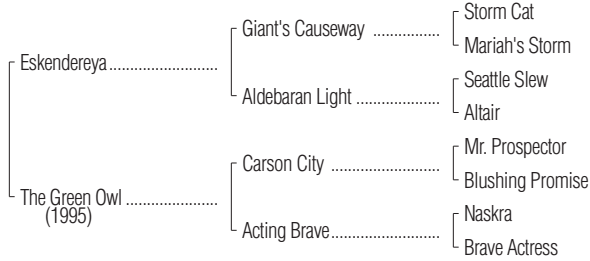 Storm Cat
Giant's Causeway ................
Mariah's Storm
Eskendereya..........................
Seattle Slew
Aldebaran Light ....................
Altair
Mr. Prospector
Carson City ..........................
Blushing Promise
The Green Owl ......................
(1995)
Naskra
Acting Brave..........................
Brave Actress